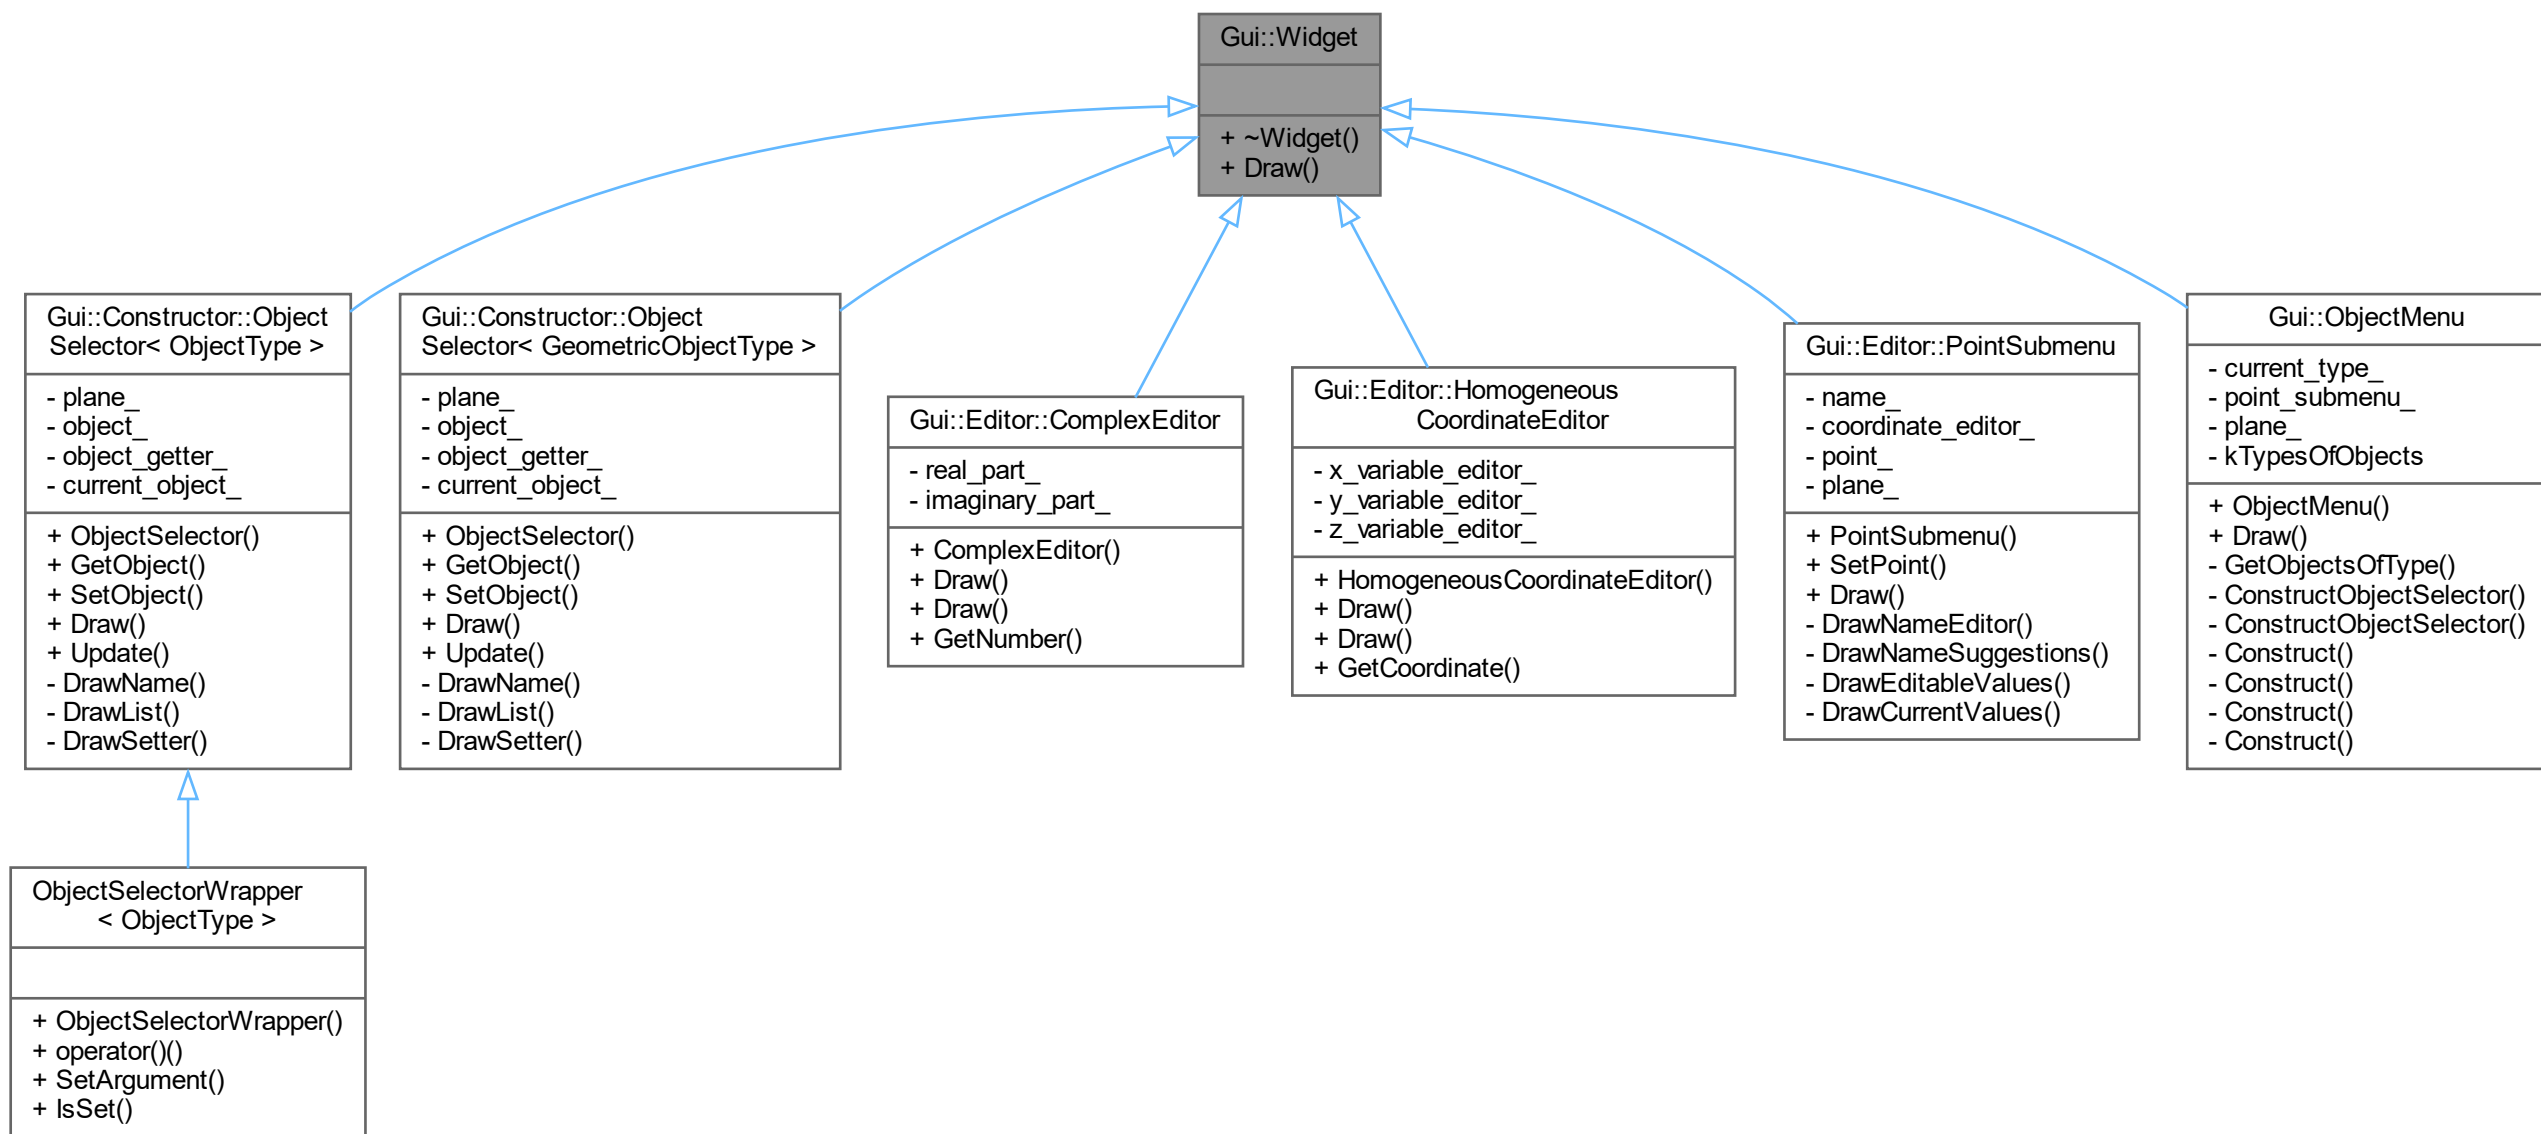 Gui::Widget
+ ~Widget()
+ Draw()
Gui::Constructor::Object
Selector< ObjectType >
- plane_
- object_
- object_getter_
- current_object_
+ ObjectSelector()
+ GetObject()
+ SetObject()
+ Draw()
+ Update()
- DrawName()
- DrawList()
- DrawSetter()
Gui::Constructor::Object
Selector< GeometricObjectType >
- plane_
- object_
- object_getter_
- current_object_
+ ObjectSelector()
+ GetObject()
+ SetObject()
+ Draw()
+ Update()
- DrawName()
- DrawList()
- DrawSetter()
Gui::Editor::ComplexEditor
- real_part_
- imaginary_part_
+ ComplexEditor()
+ Draw()
+ Draw()
+ GetNumber()
Gui::Editor::Homogeneous
CoordinateEditor
- x_variable_editor_
- y_variable_editor_
- z_variable_editor_
+ HomogeneousCoordinateEditor()
+ Draw()
+ Draw()
+ GetCoordinate()
Gui::Editor::PointSubmenu
- name_
- coordinate_editor_
- point_
- plane_
+ PointSubmenu()
+ SetPoint()
+ Draw()
- DrawNameEditor()
- DrawNameSuggestions()
- DrawEditableValues()
- DrawCurrentValues()
Gui::ObjectMenu
- current_type_
- point_submenu_
- plane_
- kTypesOfObjects
+ ObjectMenu()
+ Draw()
- GetObjectsOfType()
- ConstructObjectSelector()
- ConstructObjectSelector()
- Construct()
- Construct()
- Construct()
- Construct()
ObjectSelectorWrapper
< ObjectType >
+ ObjectSelectorWrapper()
+ operator()()
+ SetArgument()
+ IsSet()